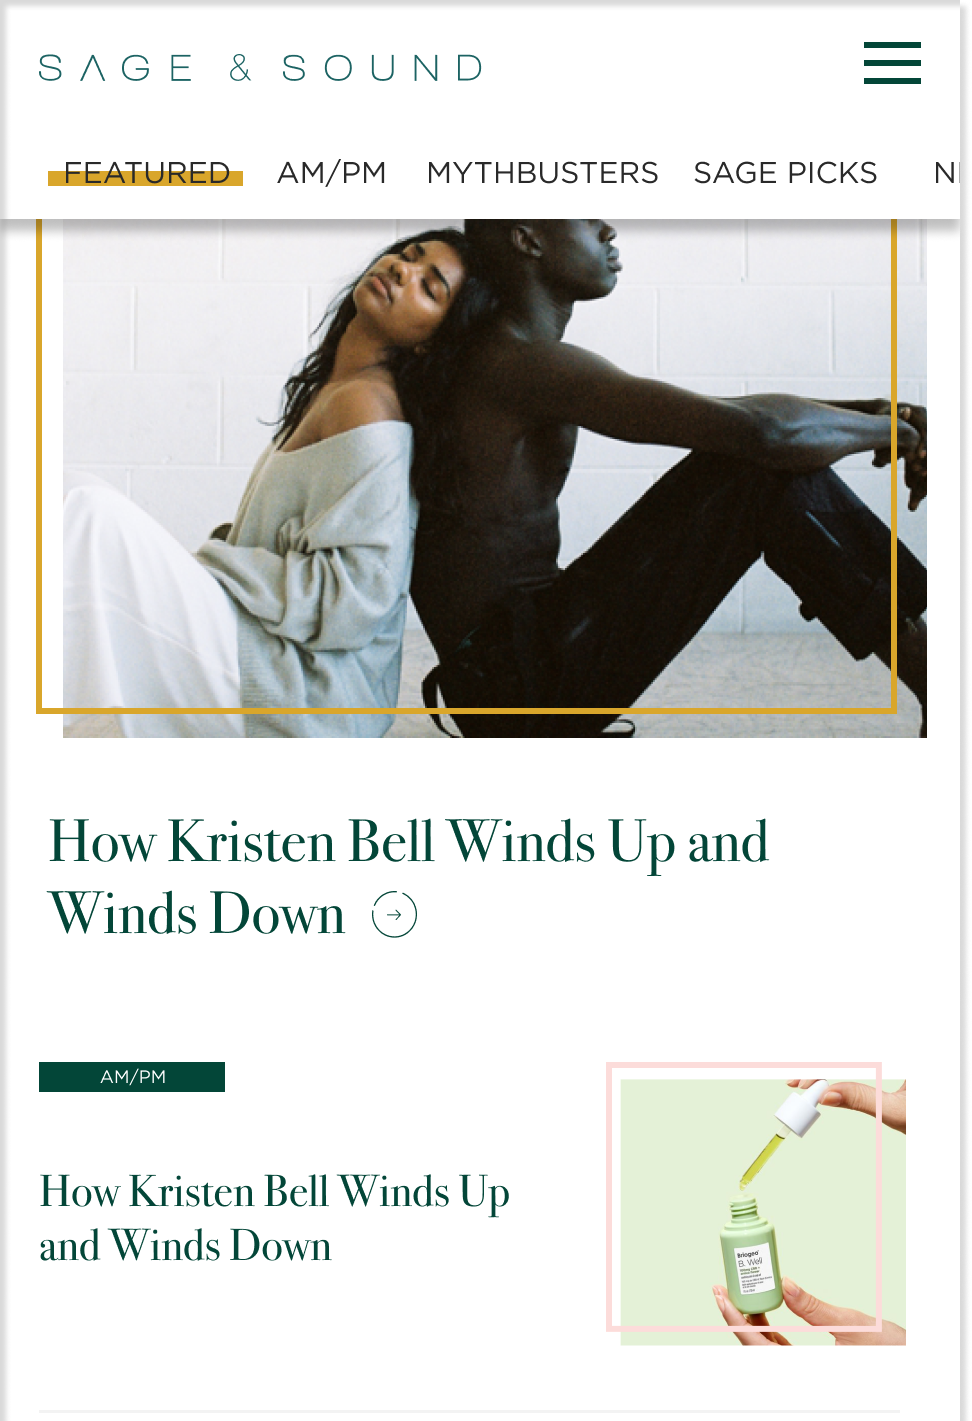 SAGE & SOUND
FEATURED AM/PM MYTHBUSTERS SAGE PICKS
How Kristen Bell Winds Up and
Winds Down
AM/PM
How Kristen Bell Winds Up
and Winds Down
Briogeo
B. Well